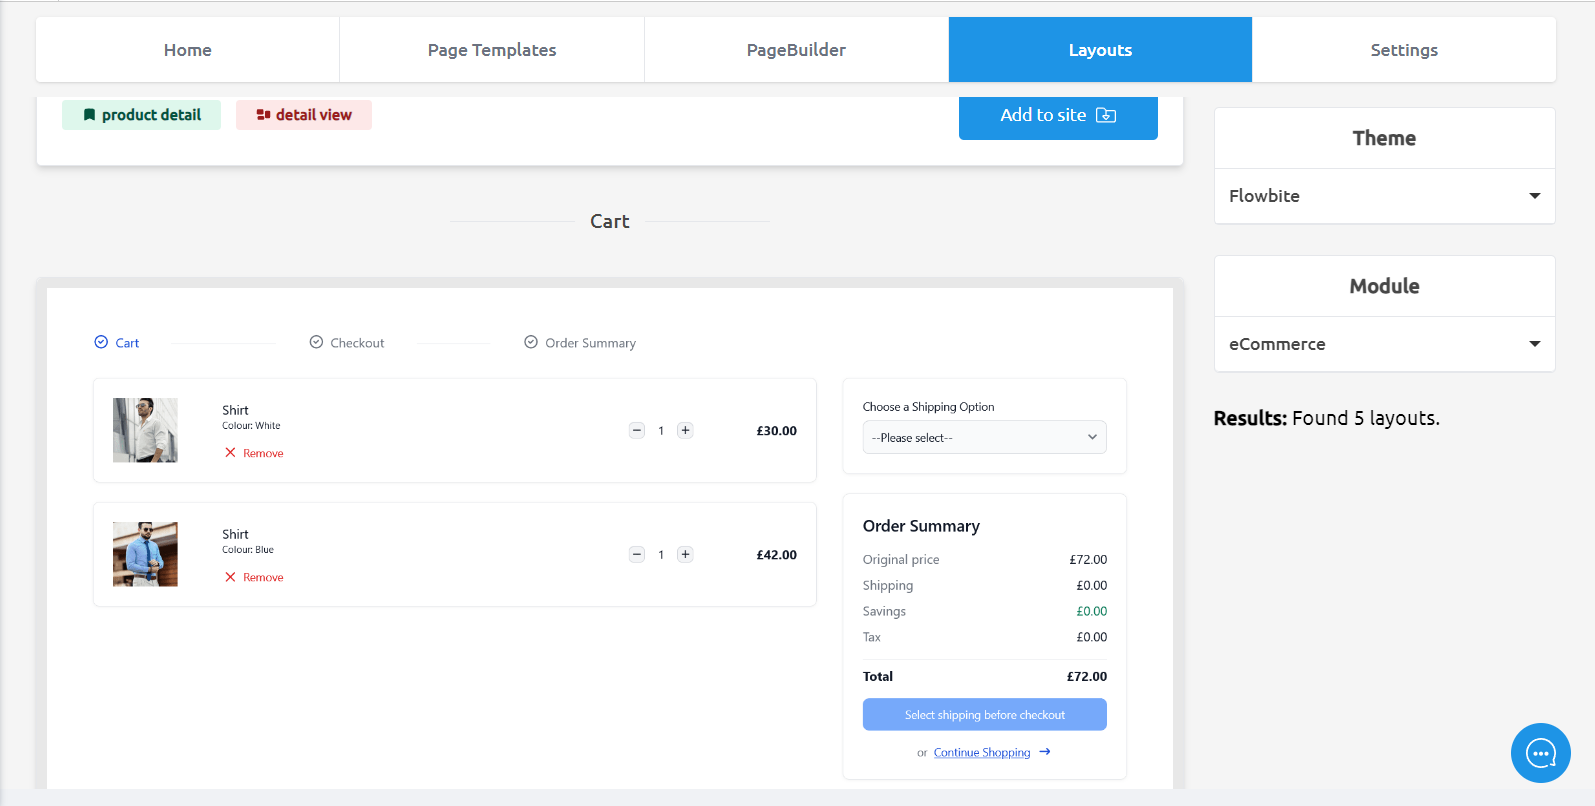 Home
Page Templates
PageBuilder
Layouts
Settings
product detail
detail view
Add to site
Theme
Flowbite
Module
eCommerce
Results: Found 5 layouts.
Cart
Cart
Checkout
Order Summary
Shirt
Colour: White
Remove
− 1 +
£30.00
Shirt
Colour: Blue
Remove
− 1 +
£42.00
Choose a Shipping Option
--Please select--
Order Summary
Original price £72.00
Shipping £0.00
Savings £0.00
Tax £0.00
Total £72.00
Select shipping before checkout
or Continue Shopping →